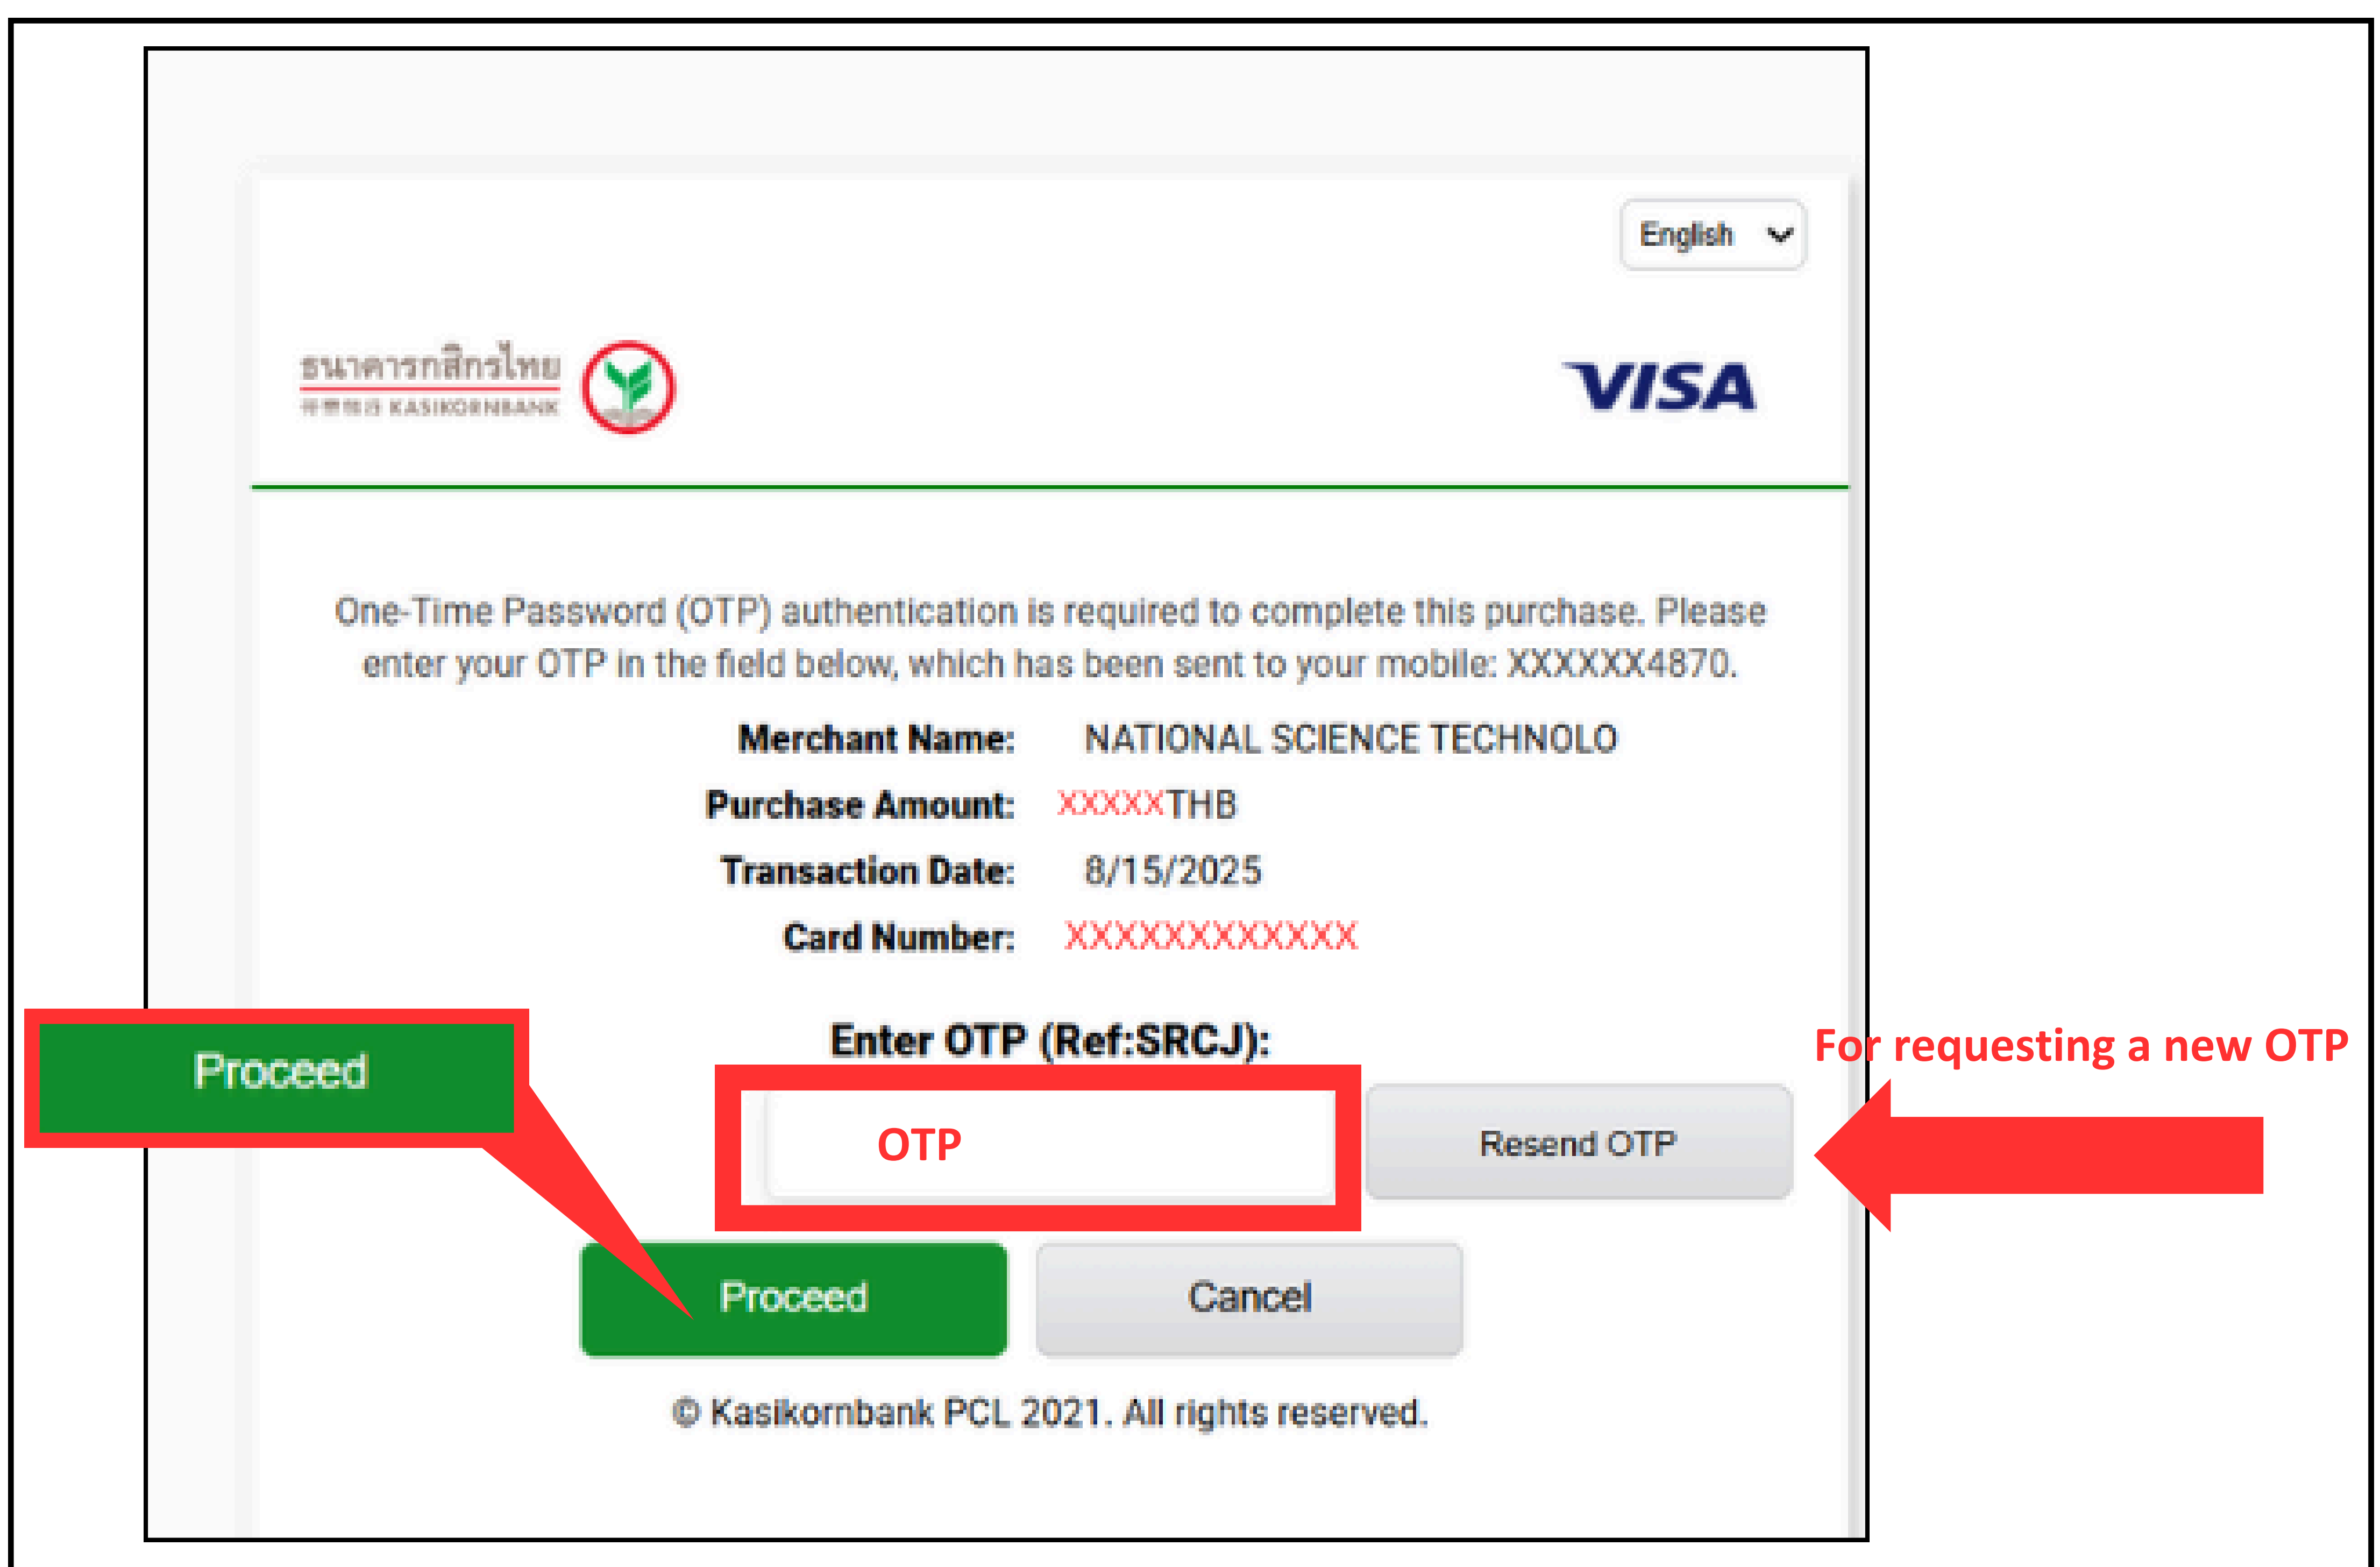 English
ธนาคารกสิกรไทย
开泰银行 KASIKORNBANK
VISA
One-Time Password (OTP) authentication is required to complete this purchase. Please
enter your OTP in the field below, which has been sent to your mobile: XXXXXX4870.
Merchant Name: NATIONAL SCIENCE TECHNOLO
Purchase Amount: XXXXXTHB
Transaction Date: 8/15/2025
Card Number: XXXXXXXXXXXX
Enter OTP (Ref:SRCJ):
For requesting a new OTP
Proceed
OTP
Resend OTP
Proceed
Cancel
© Kasikornbank PCL 2021. All rights reserved.